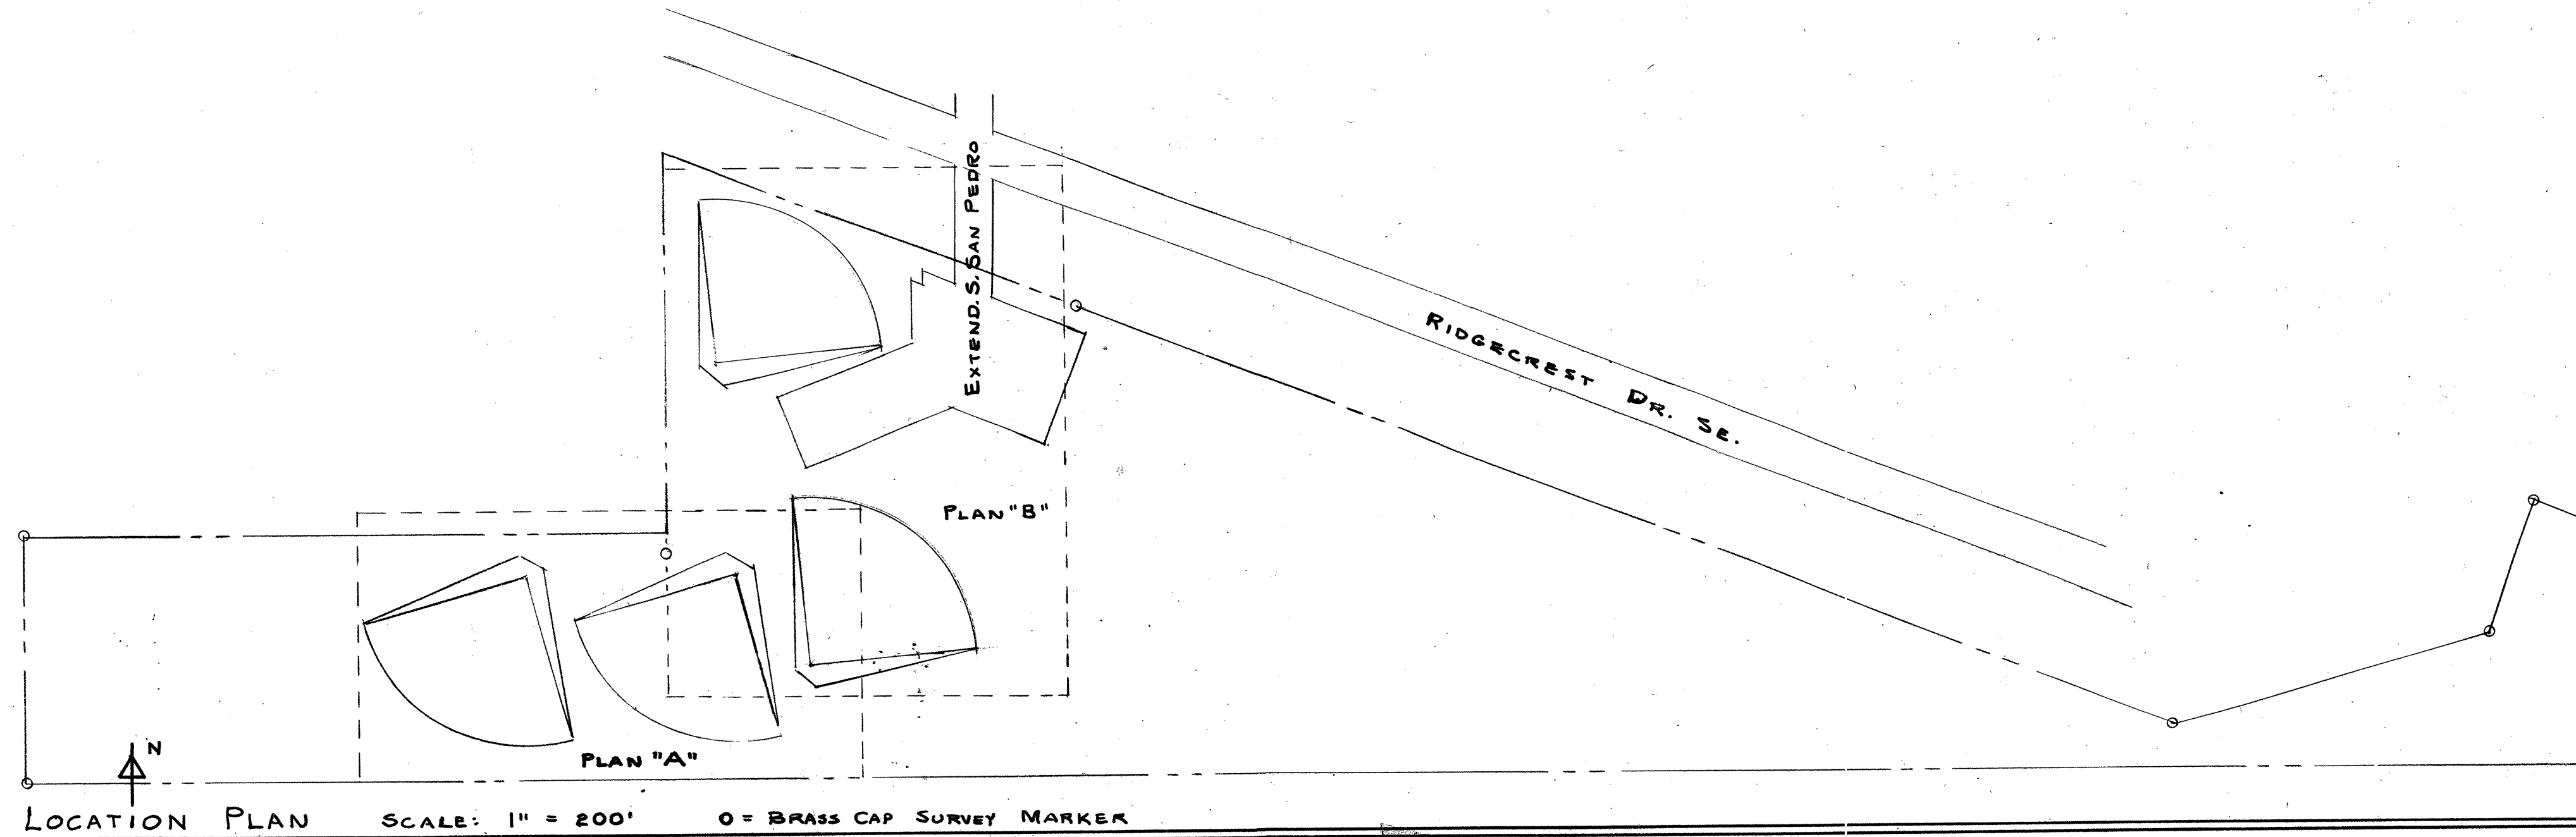 EXTEND. S. SAN PEDRO
RIDGECREST DR. SE.
PLAN "B"
N
PLAN "A"
LOCATION PLAN SCALE: 1" = 200' O = BRASS CAP SURVEY MARKER